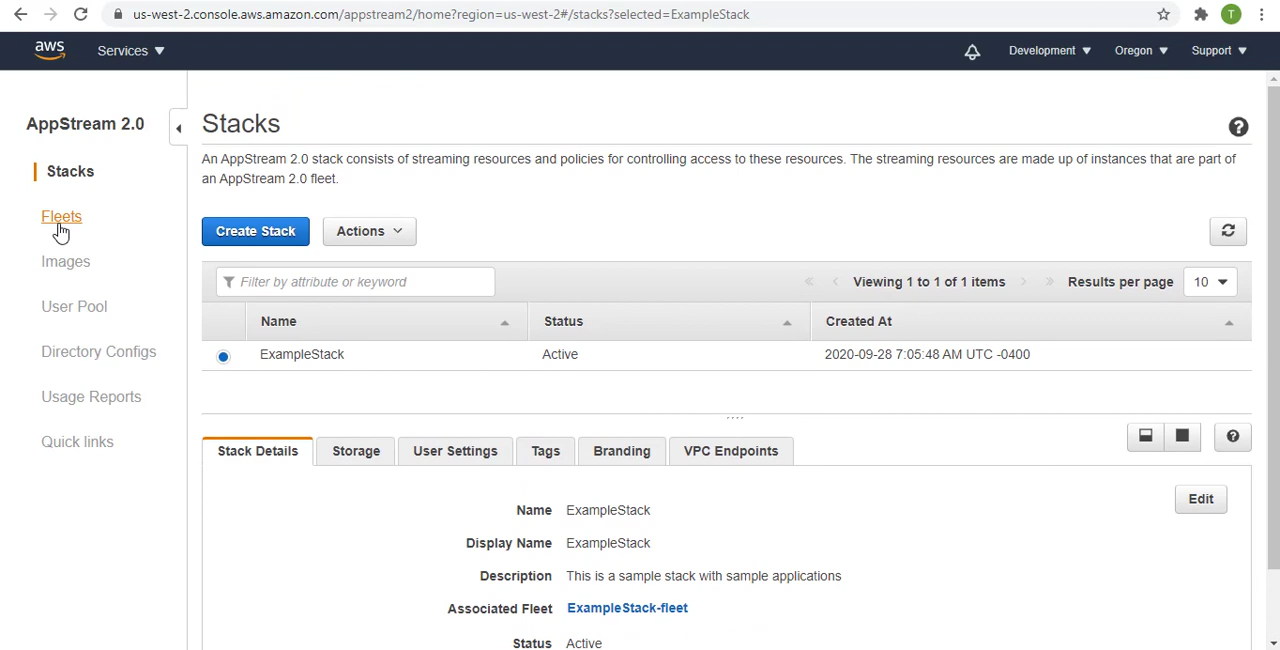 us-west-2.console.aws.amazon.com/appstream2/home?region=us-west-2#/stacks?selected=ExampleStack
T
aws
Services
Development
Oregon
Support
AppStream 2.0
Stacks
Fleets
Images
User Pool
Directory Configs
Usage Reports
Quick links
Stacks
?
An AppStream 2.0 stack consists of streaming resources and policies for controlling access to these resources. The streaming resources are made up of instances that are part of
an AppStream 2.0 fleet.
Create Stack
Actions
Filter by attribute or keyword
Viewing 1 to 1 of 1 items
Results per page
10
Name
Status
Created At
ExampleStack
Active
2020-09-28 7:05:48 AM UTC -0400
Stack Details
Storage
User Settings
Tags
Branding
VPC Endpoints
?
Edit
Name ExampleStack
Display Name ExampleStack
Description This is a sample stack with sample applications
Associated Fleet ExampleStack-fleet
Status Active